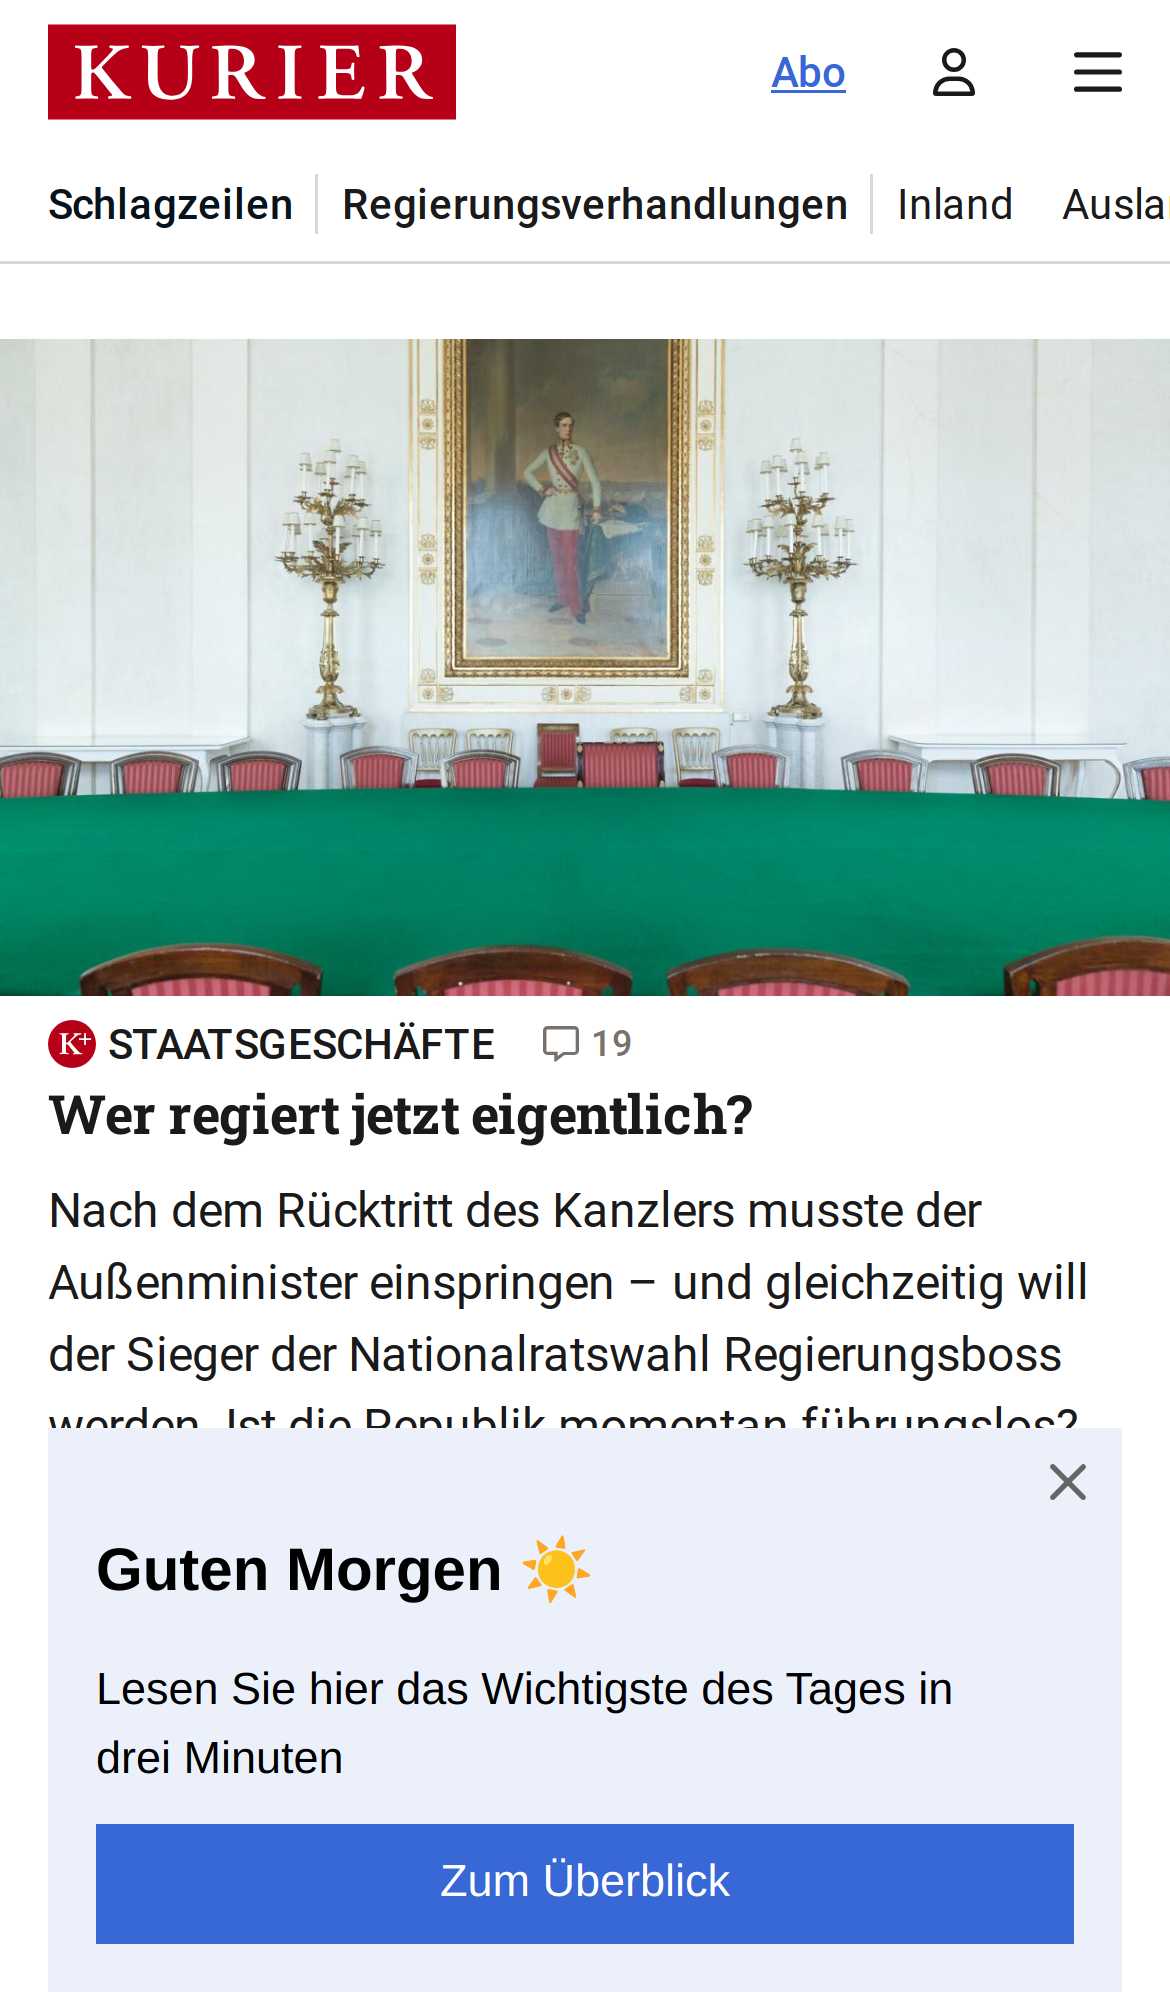 KURIER
Abo
Schlagzeilen
Regierungsverhandlungen
Inland
K+ STAATSGESCHÄFTE
19
Wer regiert jetzt eigentlich?
Nach dem Rücktritt des Kanzlers musste der
Außenminister einspringen – und gleichzeitig will
der Sieger der Nationalratswahl Regierungsboss
werden. Ist die Republik momentan führungslos?
Guten Morgen ☀️
Lesen Sie hier das Wichtigste des Tages in
drei Minuten
Zum Überblick